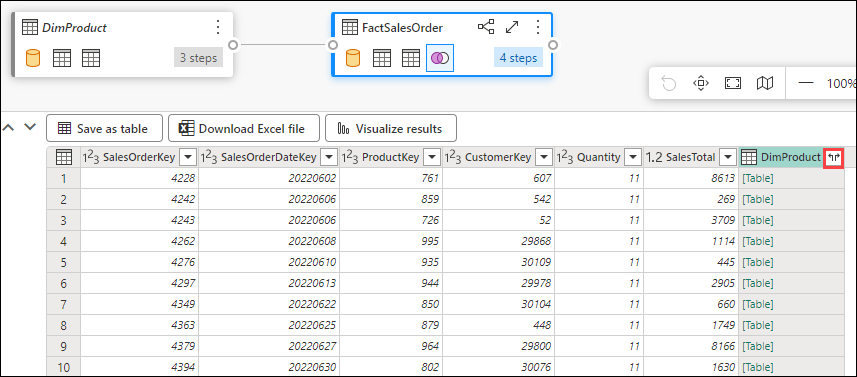 DimProduct
FactSalesOrder
3 steps
4 steps
100%
Save as table
Download Excel file
Visualize results
1 2 3 SalesOrderKey 1 2 3 SalesOrderDateKey 1 2 3 ProductKey 1 2 3 CustomerKey 1 2 3 Quantity 1.2 SalesTotal DimProduct
1 4228 20220602 761 607 11 8613 [Table]
2 4242 20220606 859 542 11 269 [Table]
3 4243 20220606 726 52 11 3709 [Table]
4 4262 20220608 995 29868 11 1114 [Table]
5 4276 20220610 935 30109 11 445 [Table]
6 4297 20220613 944 29978 11 2905 [Table]
7 4349 20220622 850 30104 11 660 [Table]
8 4363 20220625 879 448 11 1749 [Table]
9 4379 20220627 964 29800 11 8166 [Table]
10 4394 20220630 802 30076 11 1630 [Table]